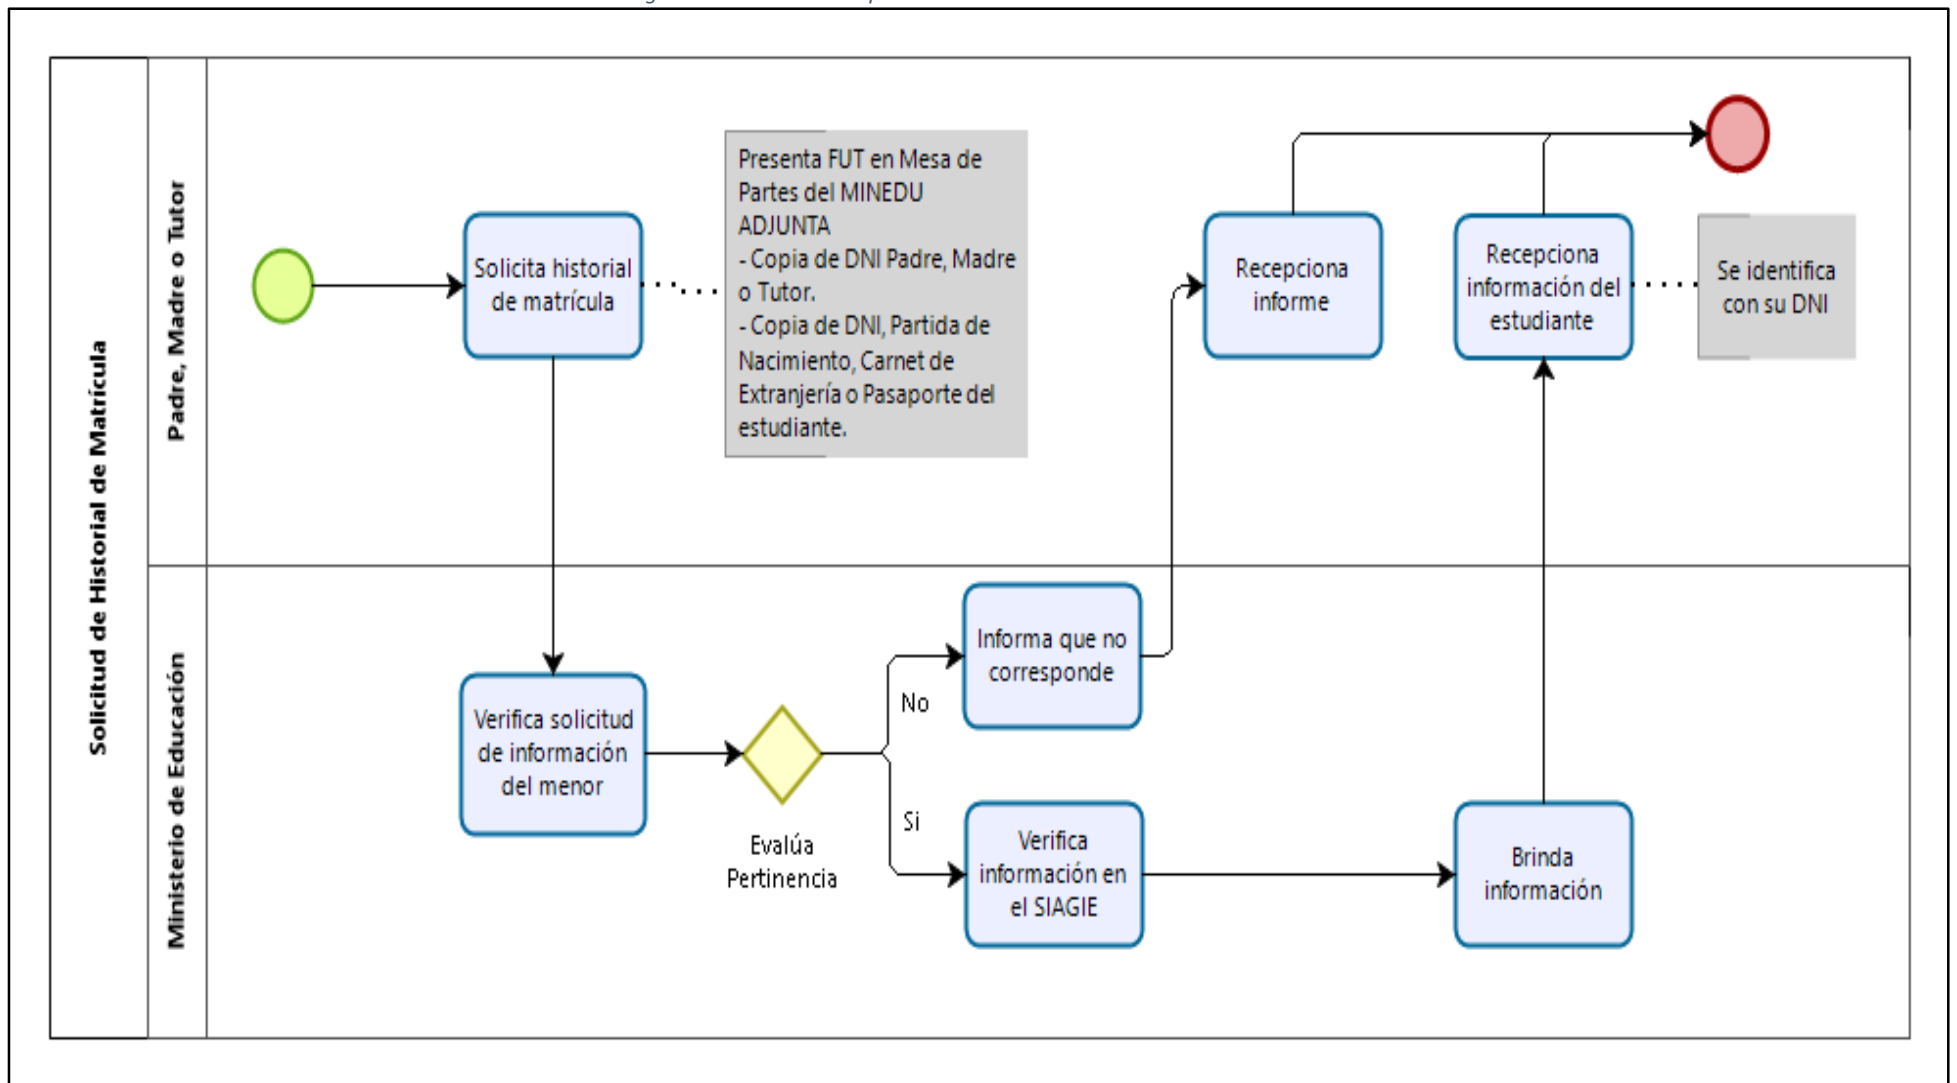 Solicitud de Historial de Matrícula
Padre, Madre o Tutor
Solicita historial
de matrícula
Presenta FUT en Mesa de
Partes del MINEDU
ADJUNTA
- Copia de DNI Padre, Madre
o Tutor.
- Copia de DNI, Partida de
Nacimiento, Carnet de
Extranjería o Pasaporte del
estudiante.
Recepciona
informe
Recepciona
información del
estudiante
Se identifica
con su DNI
Ministerio de Educación
Verifica solicitud
de información
del menor
Evalúa
Pertinencia
No
Informa que no
corresponde
Si
Verifica
información en
el SIAGIE
Brinda
información